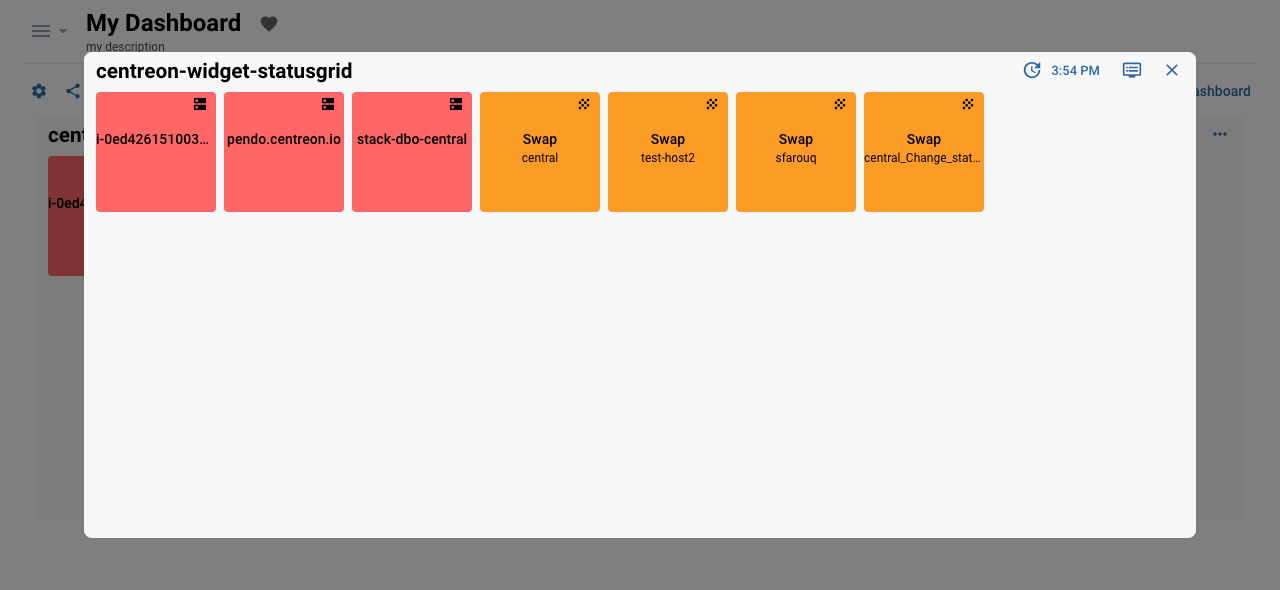 My Dashboard
my description
centreon-widget-statusgrid
3:54 PM
ashboard
cent
i-0ed426151003...
pendo.centreon.io
stack-dbo-central
Swap
central
Swap
test-host2
Swap
sfarouq
Swap
central_Change_stat...
i-0ed4